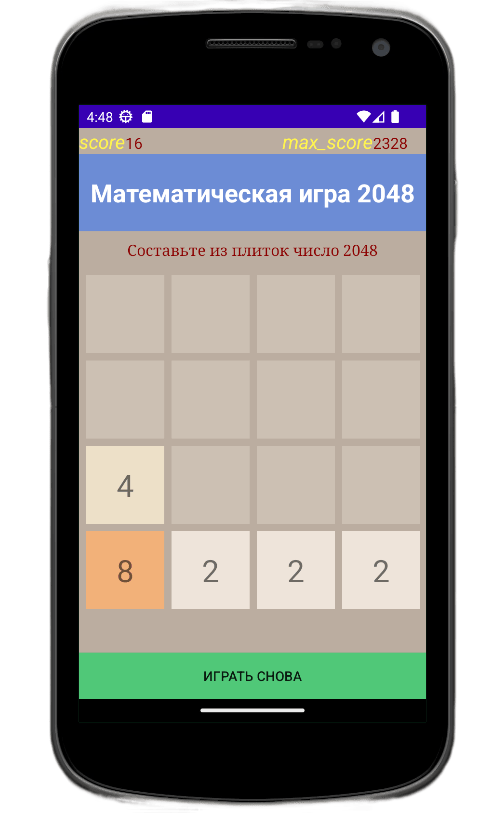 4:48
score16 max_score2328
Математическая игра 2048
Составьте из плиток число 2048
4
8 2 2 2
ИГРАТЬ СНОВА